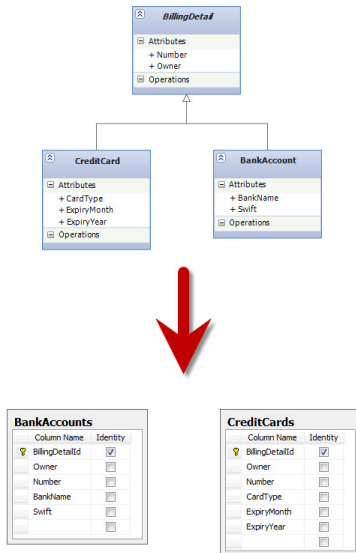 BillingDetail
Attributes
+ Number
+ Owner
Operations
CreditCard
Attributes
+ CardType
+ ExpiryMonth
+ ExpiryYear
Operations
BankAccount
Attributes
+ BankName
+ Swift
Operations
BankAccounts
Column Name Identity
BillingDetailId
Owner
Number
BankName
Swift
CreditCards
Column Name Identity
BillingDetailId
Owner
Number
CardType
ExpiryMonth
ExpiryYear